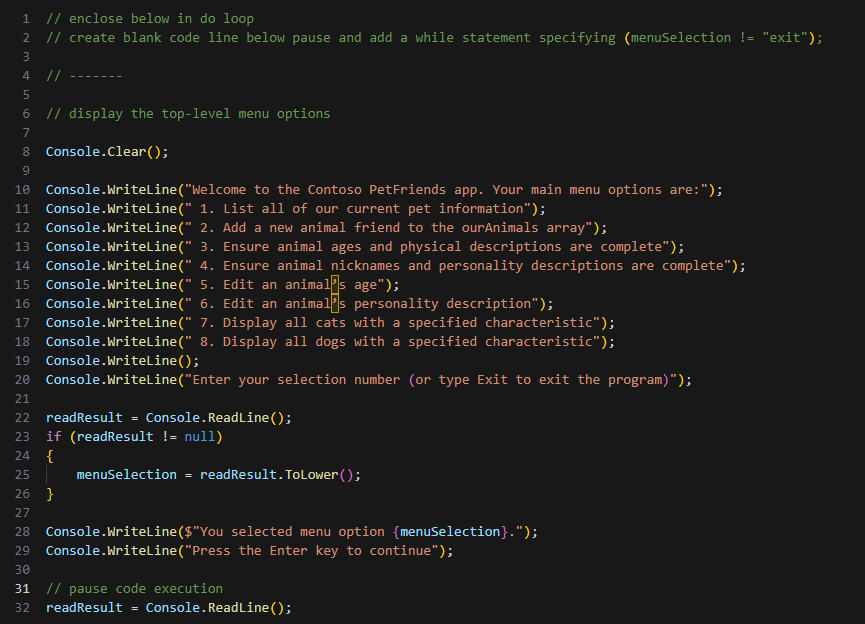 1 // enclose below in do loop
2 // create blank code line below pause and add a while statement specifying (menuSelection != "exit");
3
4 // -------
5
6 // display the top-level menu options
7
8 Console.Clear();
9
10 Console.WriteLine("Welcome to the Contoso PetFriends app. Your main menu options are:");
11 Console.WriteLine(" 1. List all of our current pet information");
12 Console.WriteLine(" 2. Add a new animal friend to the ourAnimals array");
13 Console.WriteLine(" 3. Ensure animal ages and physical descriptions are complete");
14 Console.WriteLine(" 4. Ensure animal nicknames and personality descriptions are complete");
15 Console.WriteLine(" 5. Edit an animal’s age");
16 Console.WriteLine(" 6. Edit an animal’s personality description");
17 Console.WriteLine(" 7. Display all cats with a specified characteristic");
18 Console.WriteLine(" 8. Display all dogs with a specified characteristic");
19 Console.WriteLine();
20 Console.WriteLine("Enter your selection number (or type Exit to exit the program)");
21
22 readResult = Console.ReadLine();
23 if (readResult != null)
24 {
25     menuSelection = readResult.ToLower();
26 }
27
28 Console.WriteLine($"You selected menu option {menuSelection}.");
29 Console.WriteLine("Press the Enter key to continue");
30
31 // pause code execution
32 readResult = Console.ReadLine();